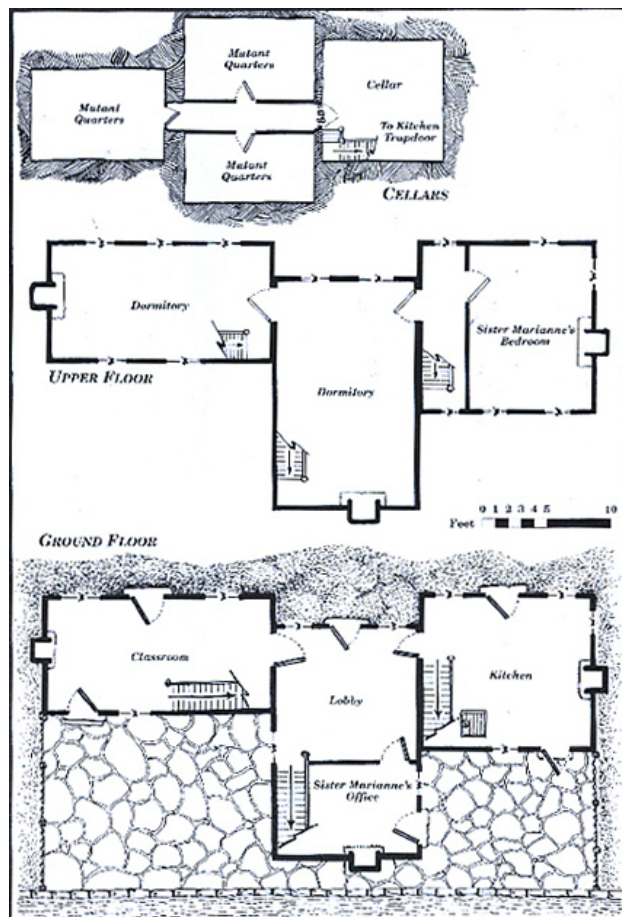 Mutant
Quarters
Mutant
Quarters
Cellar
To Kitchen
Trapdoor
Mutant
Quarters
CELLARS
Dormitory
Sister Marianne's
Bedroom
UPPER FLOOR
Dormitory
Feet 0 1 2 3 4 5 10
GROUND FLOOR
Classroom
Kitchen
Lobby
Sister Marianne's
Office